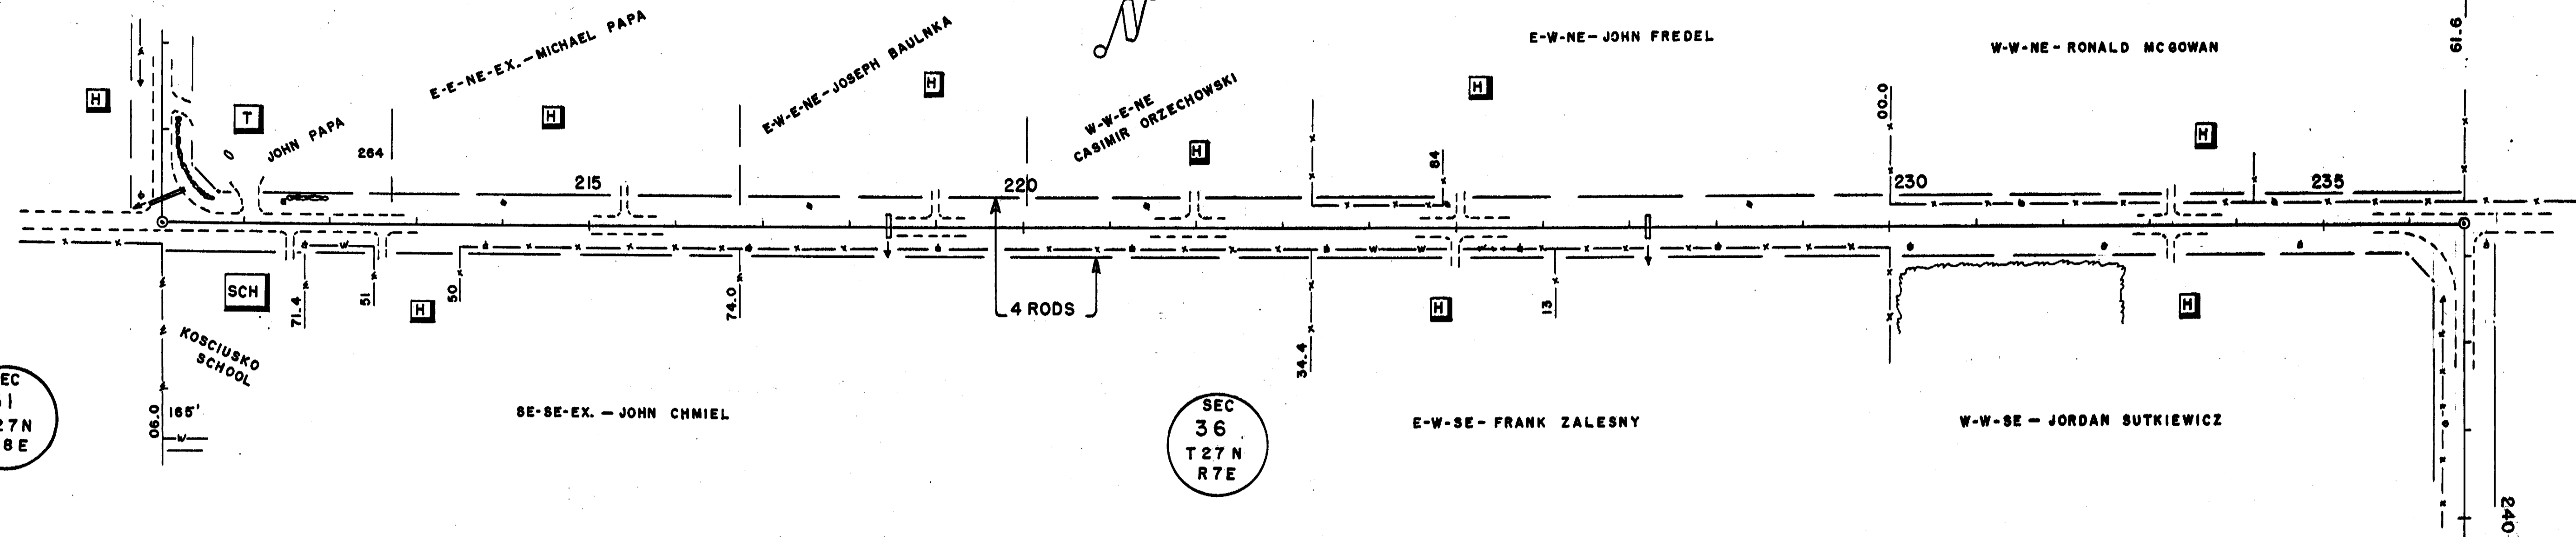 E-E-NE-EX.-MICHAEL PAPA
E-W-E-NE-JOSEPH BAULNKA
W-W-E-NE
CASIMIR ORZECHOWSKI
E-W-NE-JOHN FREDEL
W-W-NE-RONALD MCGOWAN
61.6
H
T
JOHN PAPA
264
H
H
H
H
84
00.0
H
215
220
230
235
SCH
71.4
51
50
H
74.0
4 RODS
34.4
H
13
H
KOSCIUSKO
SCHOOL
06.0
165'
W
SE-SE-EX.-JOHN CHMIEL
SEC
36
T27N
R7E
E-W-SE-FRANK ZALESNY
W-W-SE-JORDAN SUTKIEWICZ
EC
1
27N
8E
240